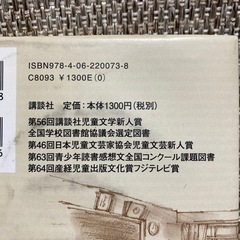 ISBN978-4-06-220073-8
C8093 ¥1300E(0)
講談社 定価:本体1300円(税別)
第56回講談社児童文学新人賞
全国学校図書館協議会選定図書
第46回日本児童文芸家協会児童文芸新人賞
第63回青少年読書感想文全国コンクール課題図書
第64回産経児童出版文化賞フジテレビ賞
8
6